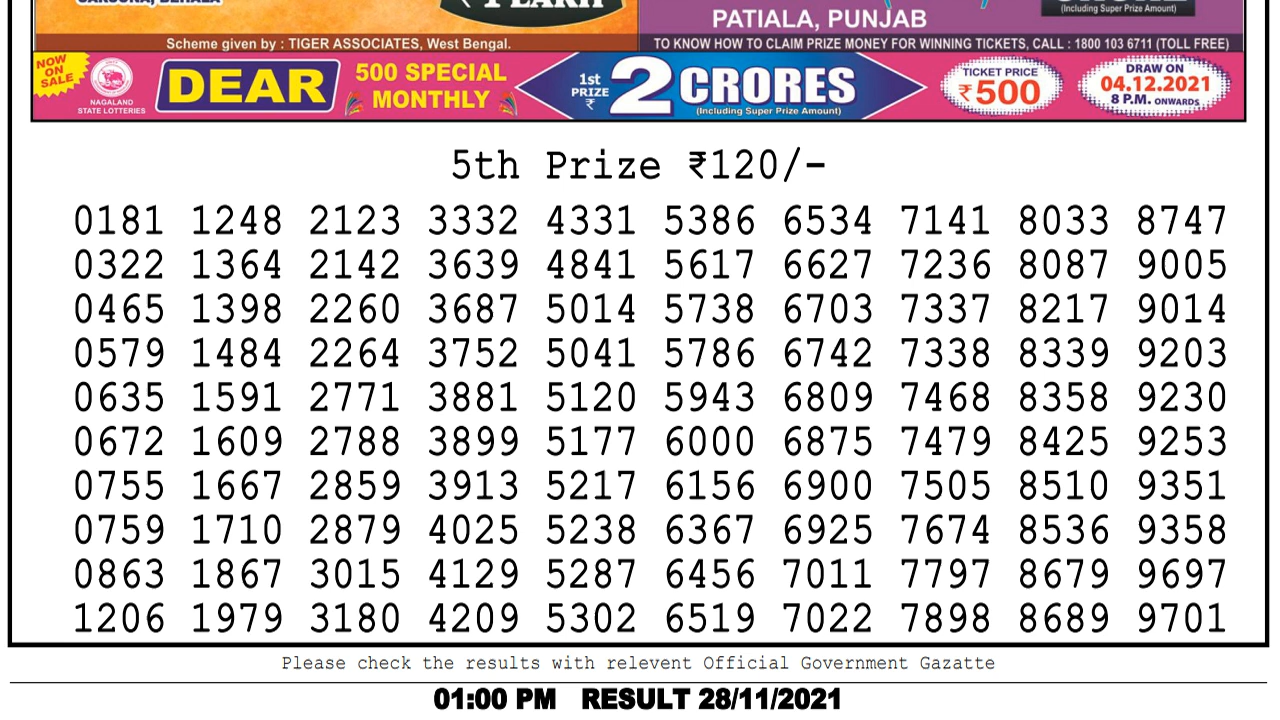 PATIALA, PUNJAB
(Including Super Prize Amount)
Scheme given by : TIGER ASSOCIATES, West Bengal.
TO KNOW HOW TO CLAIM PRIZE MONEY FOR WINNING TICKETS, CALL : 1800 103 6711 (TOLL FREE)
NOW ON SALE
NAGALAND
STATE LOTTERIES
DEAR
500 SPECIAL
MONTHLY
1st
PRIZE
₹
2 CRORES
(Including Super Prize Amount)
TICKET PRICE
₹500
DRAW ON
04.12.2021
8 P.M. ONWARDS
5th Prize ₹120/-
0181 1248 2123 3332 4331 5386 6534 7141 8033 8747
0322 1364 2142 3639 4841 5617 6627 7236 8087 9005
0465 1398 2260 3687 5014 5738 6703 7337 8217 9014
0579 1484 2264 3752 5041 5786 6742 7338 8339 9203
0635 1591 2771 3881 5120 5943 6809 7468 8358 9230
0672 1609 2788 3899 5177 6000 6875 7479 8425 9253
0755 1667 2859 3913 5217 6156 6900 7505 8510 9351
0759 1710 2879 4025 5238 6367 6925 7674 8536 9358
0863 1867 3015 4129 5287 6456 7011 7797 8679 9697
1206 1979 3180 4209 5302 6519 7022 7898 8689 9701
Please check the results with relevent Official Government Gazatte
01:00 PM RESULT 28/11/2021